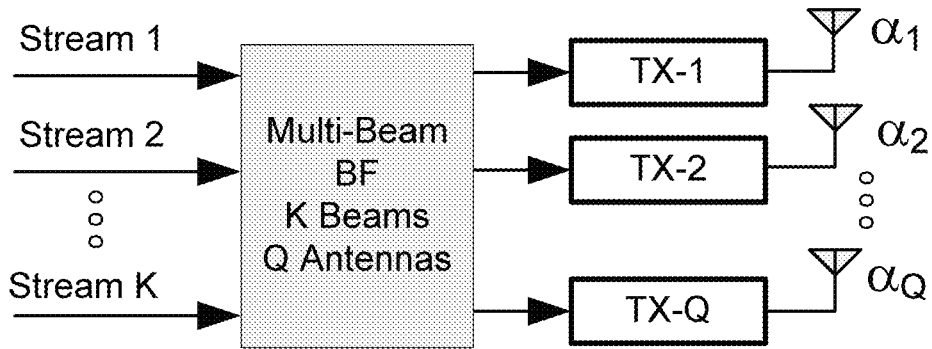 Stream 1
Stream 2
Stream K
Multi-Beam
BF
K Beams
Q Antennas
TX-1
TX-2
TX-Q
α1
α2
αQ